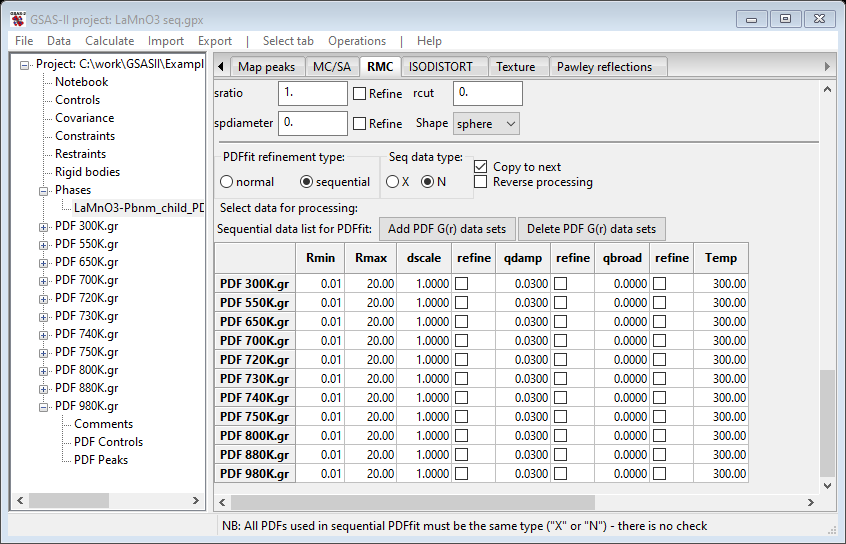 GSAS-II project: LaMnO3 seq.gpx
File Data Calculate Import Export | Select tab Operations | Help
Project: C:\work\GSASII\Exampl
Notebook
Controls
Covariance
Constraints
Restraints
Rigid bodies
Phases
LaMnO3-Pbnm_child_PD
PDF 300K.gr
PDF 550K.gr
PDF 650K.gr
PDF 700K.gr
PDF 720K.gr
PDF 730K.gr
PDF 740K.gr
PDF 750K.gr
PDF 800K.gr
PDF 880K.gr
PDF 980K.gr
Comments
PDF Controls
PDF Peaks
Map peaks MC/SA RMC ISODISTORT Texture Pawley reflections
sratio 1. Refine rcut 0.
spdiameter 0. Refine Shape sphere
PDFfit refinement type: Seq data type:
normal sequential X N Copy to next
Reverse processing
Select data for processing:
Sequential data list for PDFfit: Add PDF G(r) data sets Delete PDF G(r) data sets
Rmin Rmax dscale refine qdamp refine qbroad refine Temp
PDF 300K.gr 0.01 20.00 1.0000 0.0300 0.0000 300.00
PDF 550K.gr 0.01 20.00 1.0000 0.0300 0.0000 300.00
PDF 650K.gr 0.01 20.00 1.0000 0.0300 0.0000 300.00
PDF 700K.gr 0.01 20.00 1.0000 0.0300 0.0000 300.00
PDF 720K.gr 0.01 20.00 1.0000 0.0300 0.0000 300.00
PDF 730K.gr 0.01 20.00 1.0000 0.0300 0.0000 300.00
PDF 740K.gr 0.01 20.00 1.0000 0.0300 0.0000 300.00
PDF 750K.gr 0.01 20.00 1.0000 0.0300 0.0000 300.00
PDF 800K.gr 0.01 20.00 1.0000 0.0300 0.0000 300.00
PDF 880K.gr 0.01 20.00 1.0000 0.0300 0.0000 300.00
PDF 980K.gr 0.01 20.00 1.0000 0.0300 0.0000 300.00
NB: All PDFs used in sequential PDFfit must be the same type ("X" or "N") - there is no check